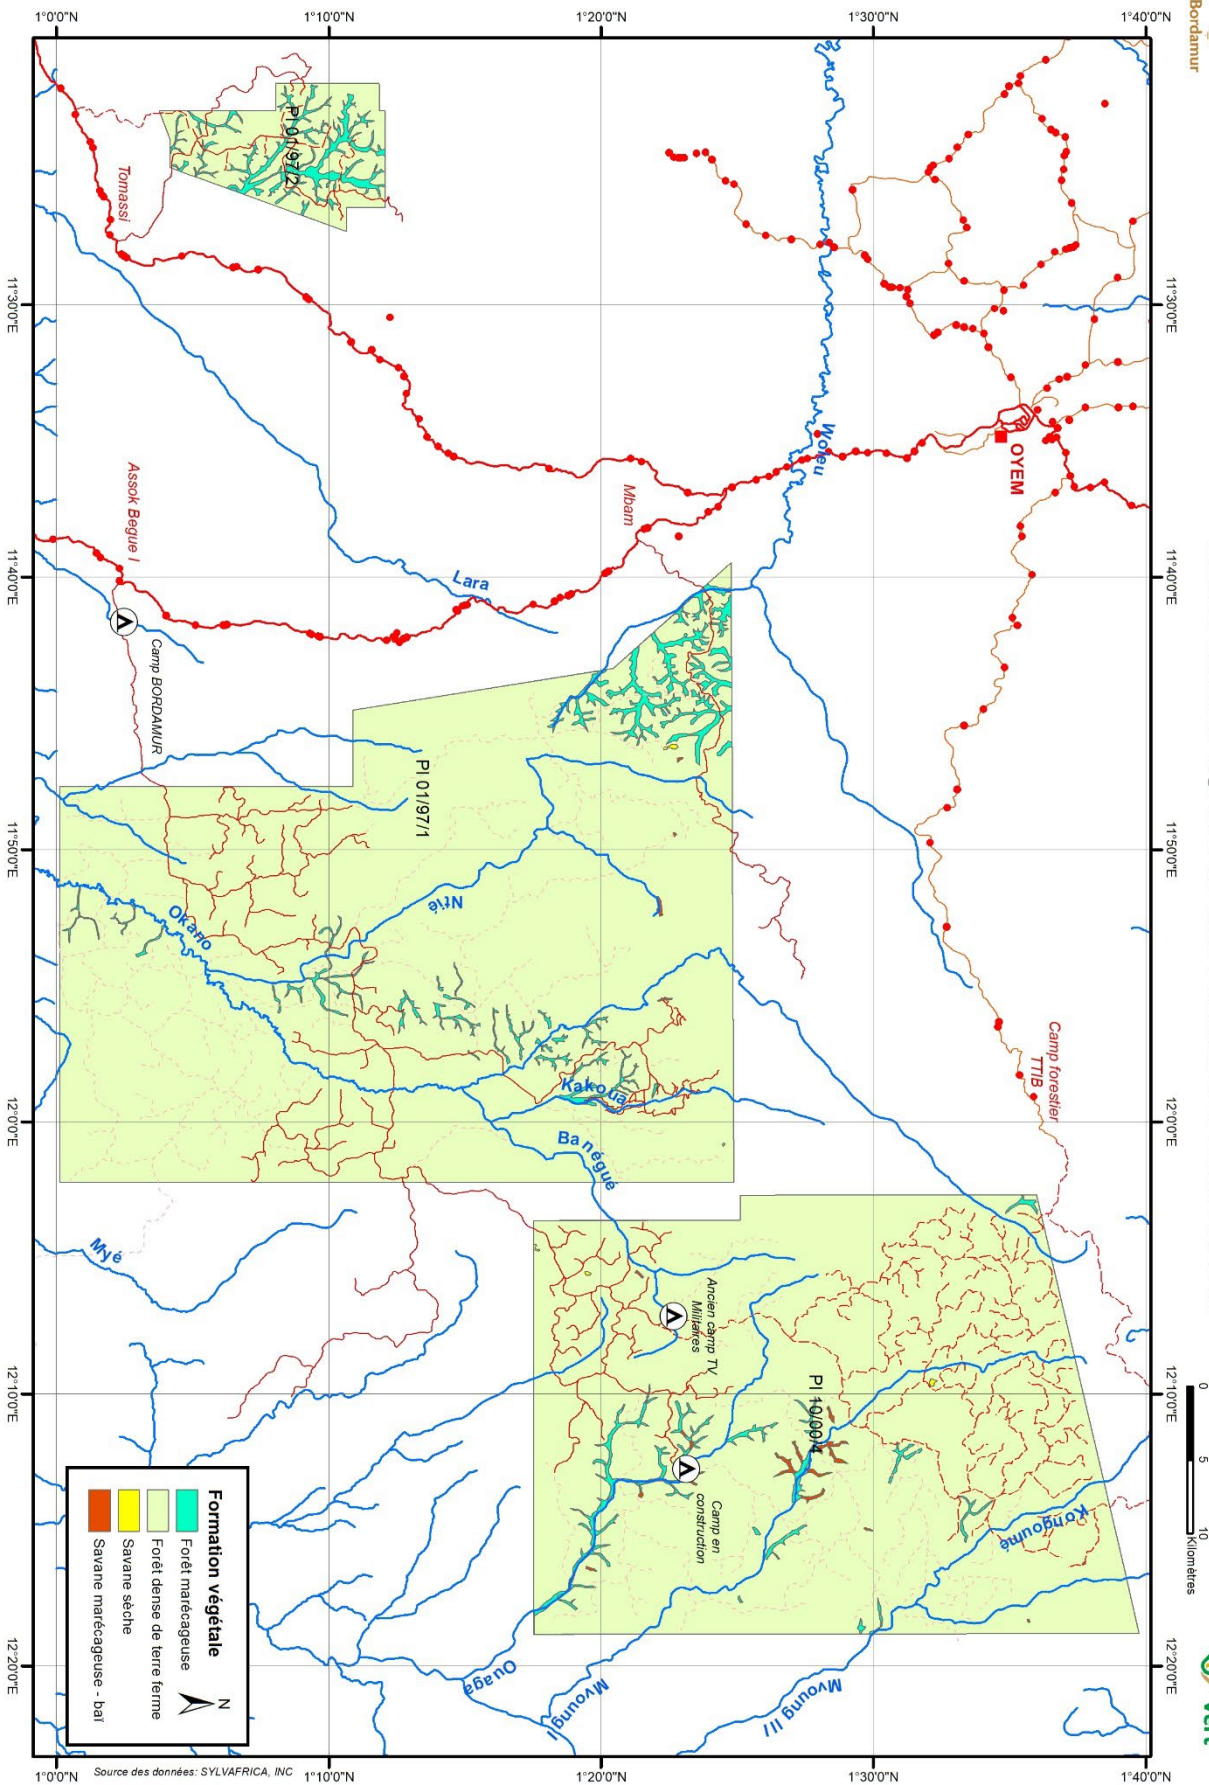 Bordamur
Vert
1°0'0"N
1°10'0"N
1°20'0"N
1°30'0"N
1°40'0"N
11°30'0"E
11°40'0"E
11°50'0"E
12°0'0"E
12°10'0"E
12°20'0"E
1°0'0"N
1°10'0"N
1°20'0"N
1°30'0"N
1°40'0"N
11°30'0"E
11°40'0"E
11°50'0"E
12°0'0"E
12°10'0"E
12°20'0"E
0
5
10
Kilomètres
PI 01/97/2
Tomassi
OYEM
Woleu
Mbam
Assok Begue I
Lara
Camp BORDAMUR
PI 01/97/1
Ntié
Okano
Kakoua
Banégué
Camp forestier
TTIB
Myé
Ancien camp TV
Militaires
PI 10/00/4
Camp en
construction
Kongoumé
Ouaga
Mvoung I
Mvoung II
Formation végétale
Forêt marécageuse
Forêt dense de terre ferme
Savane sèche
Savane marécageuse - baï
N
Source des données: SYLVAFRICA, INC